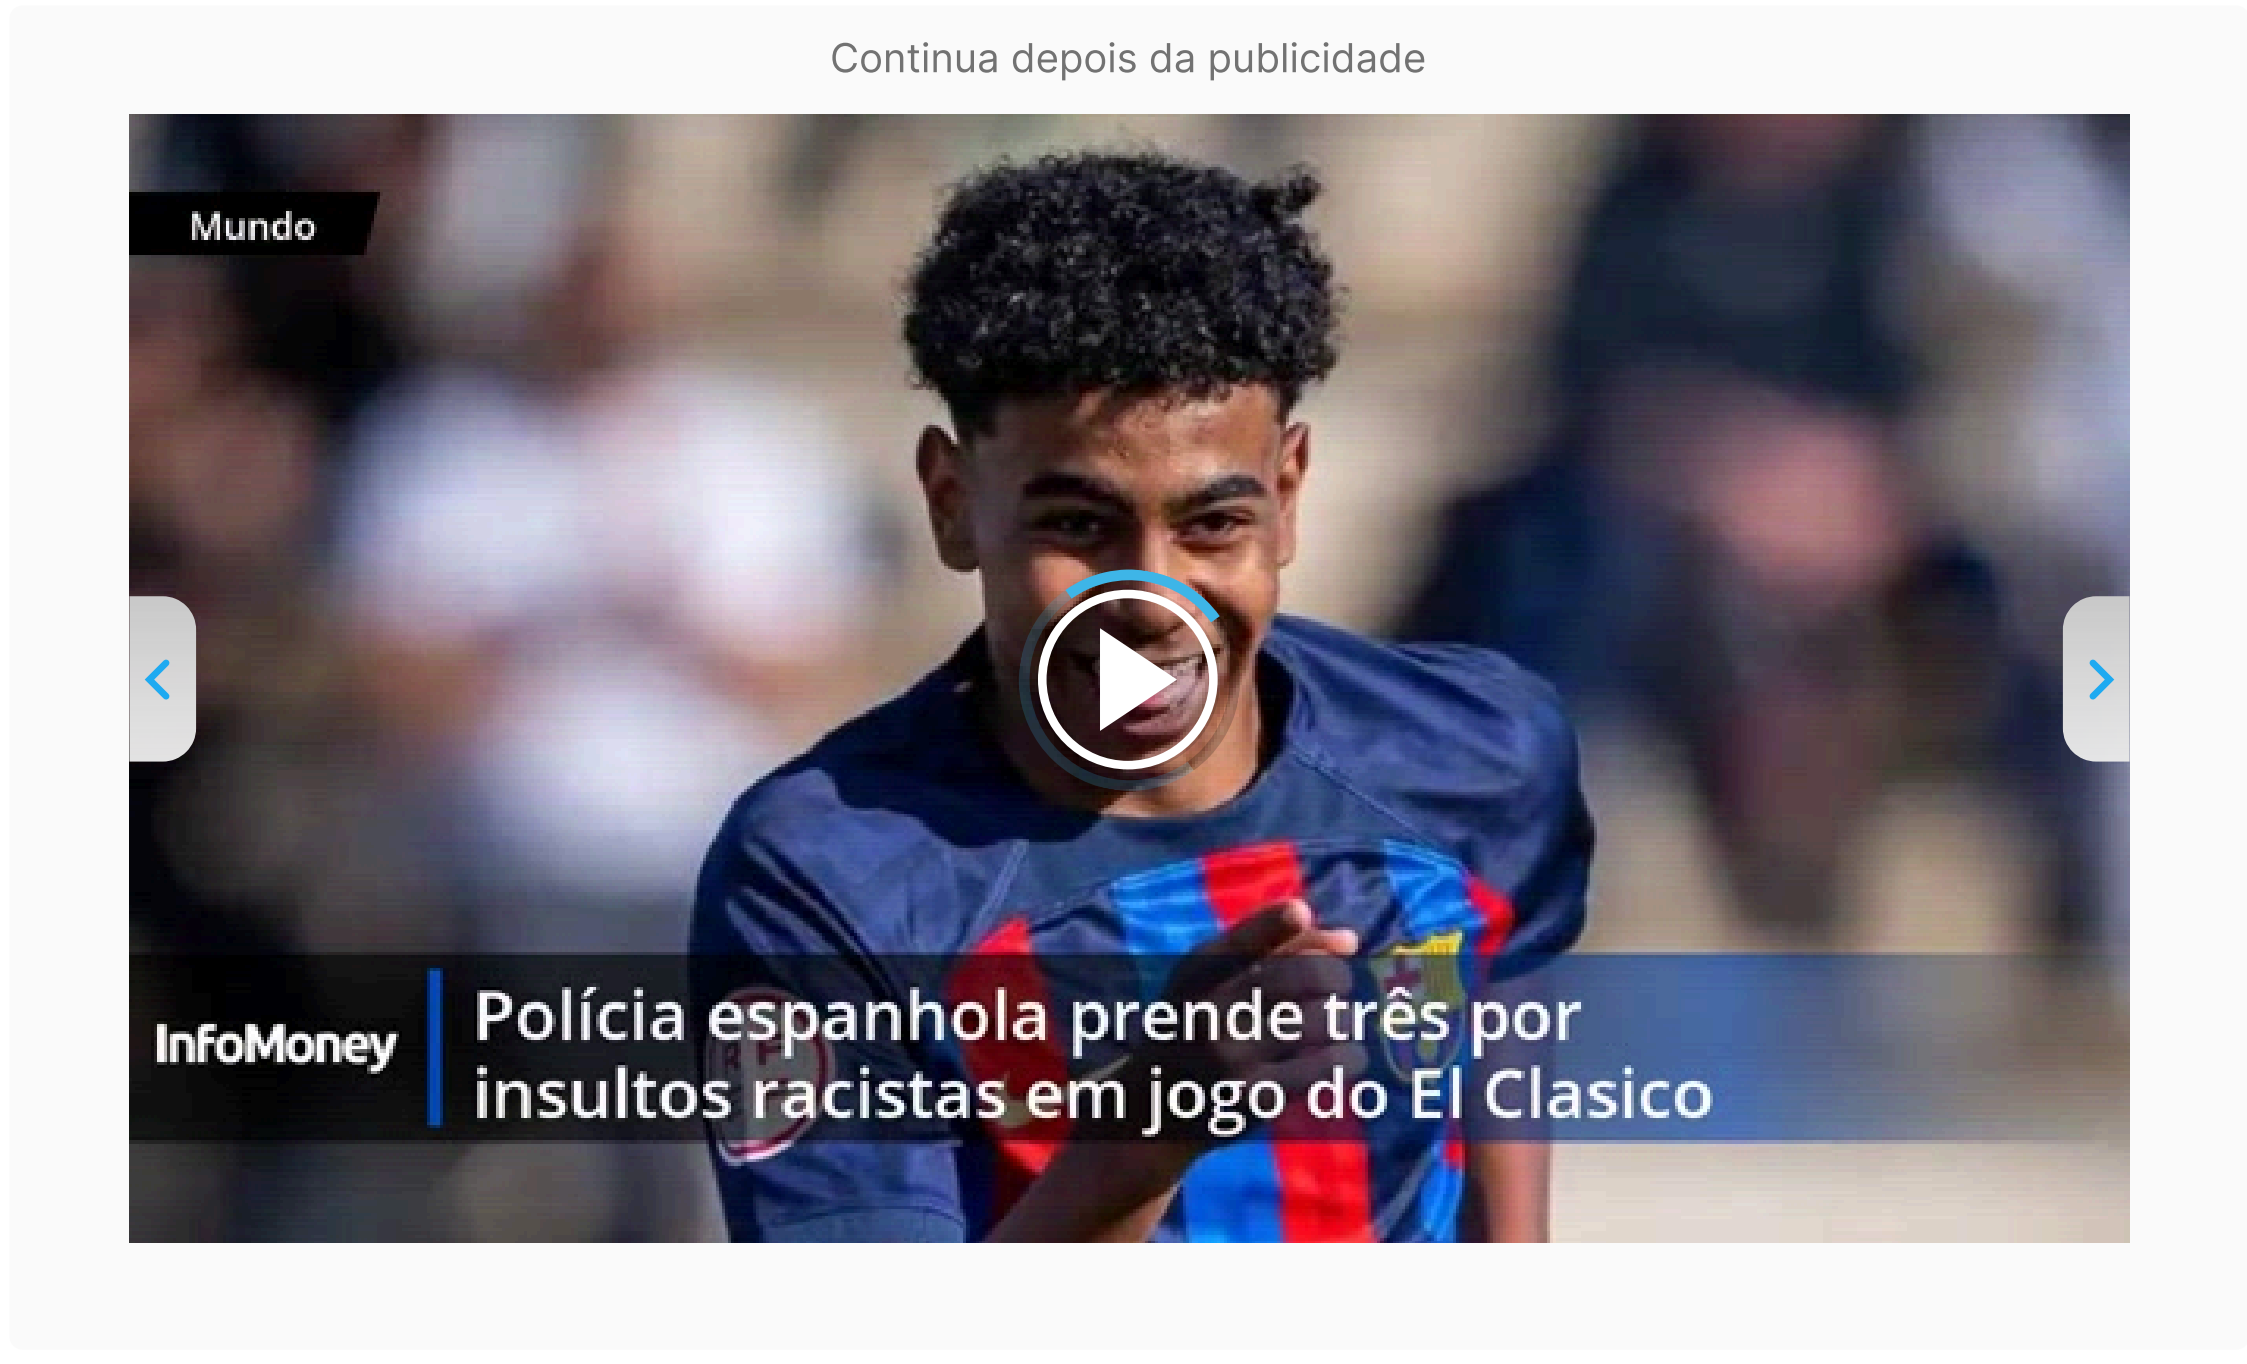 Continua depois da publicidade
Mundo
InfoMoney
Polícia espanhola prende três por
insultos racistas em jogo do El Clasico